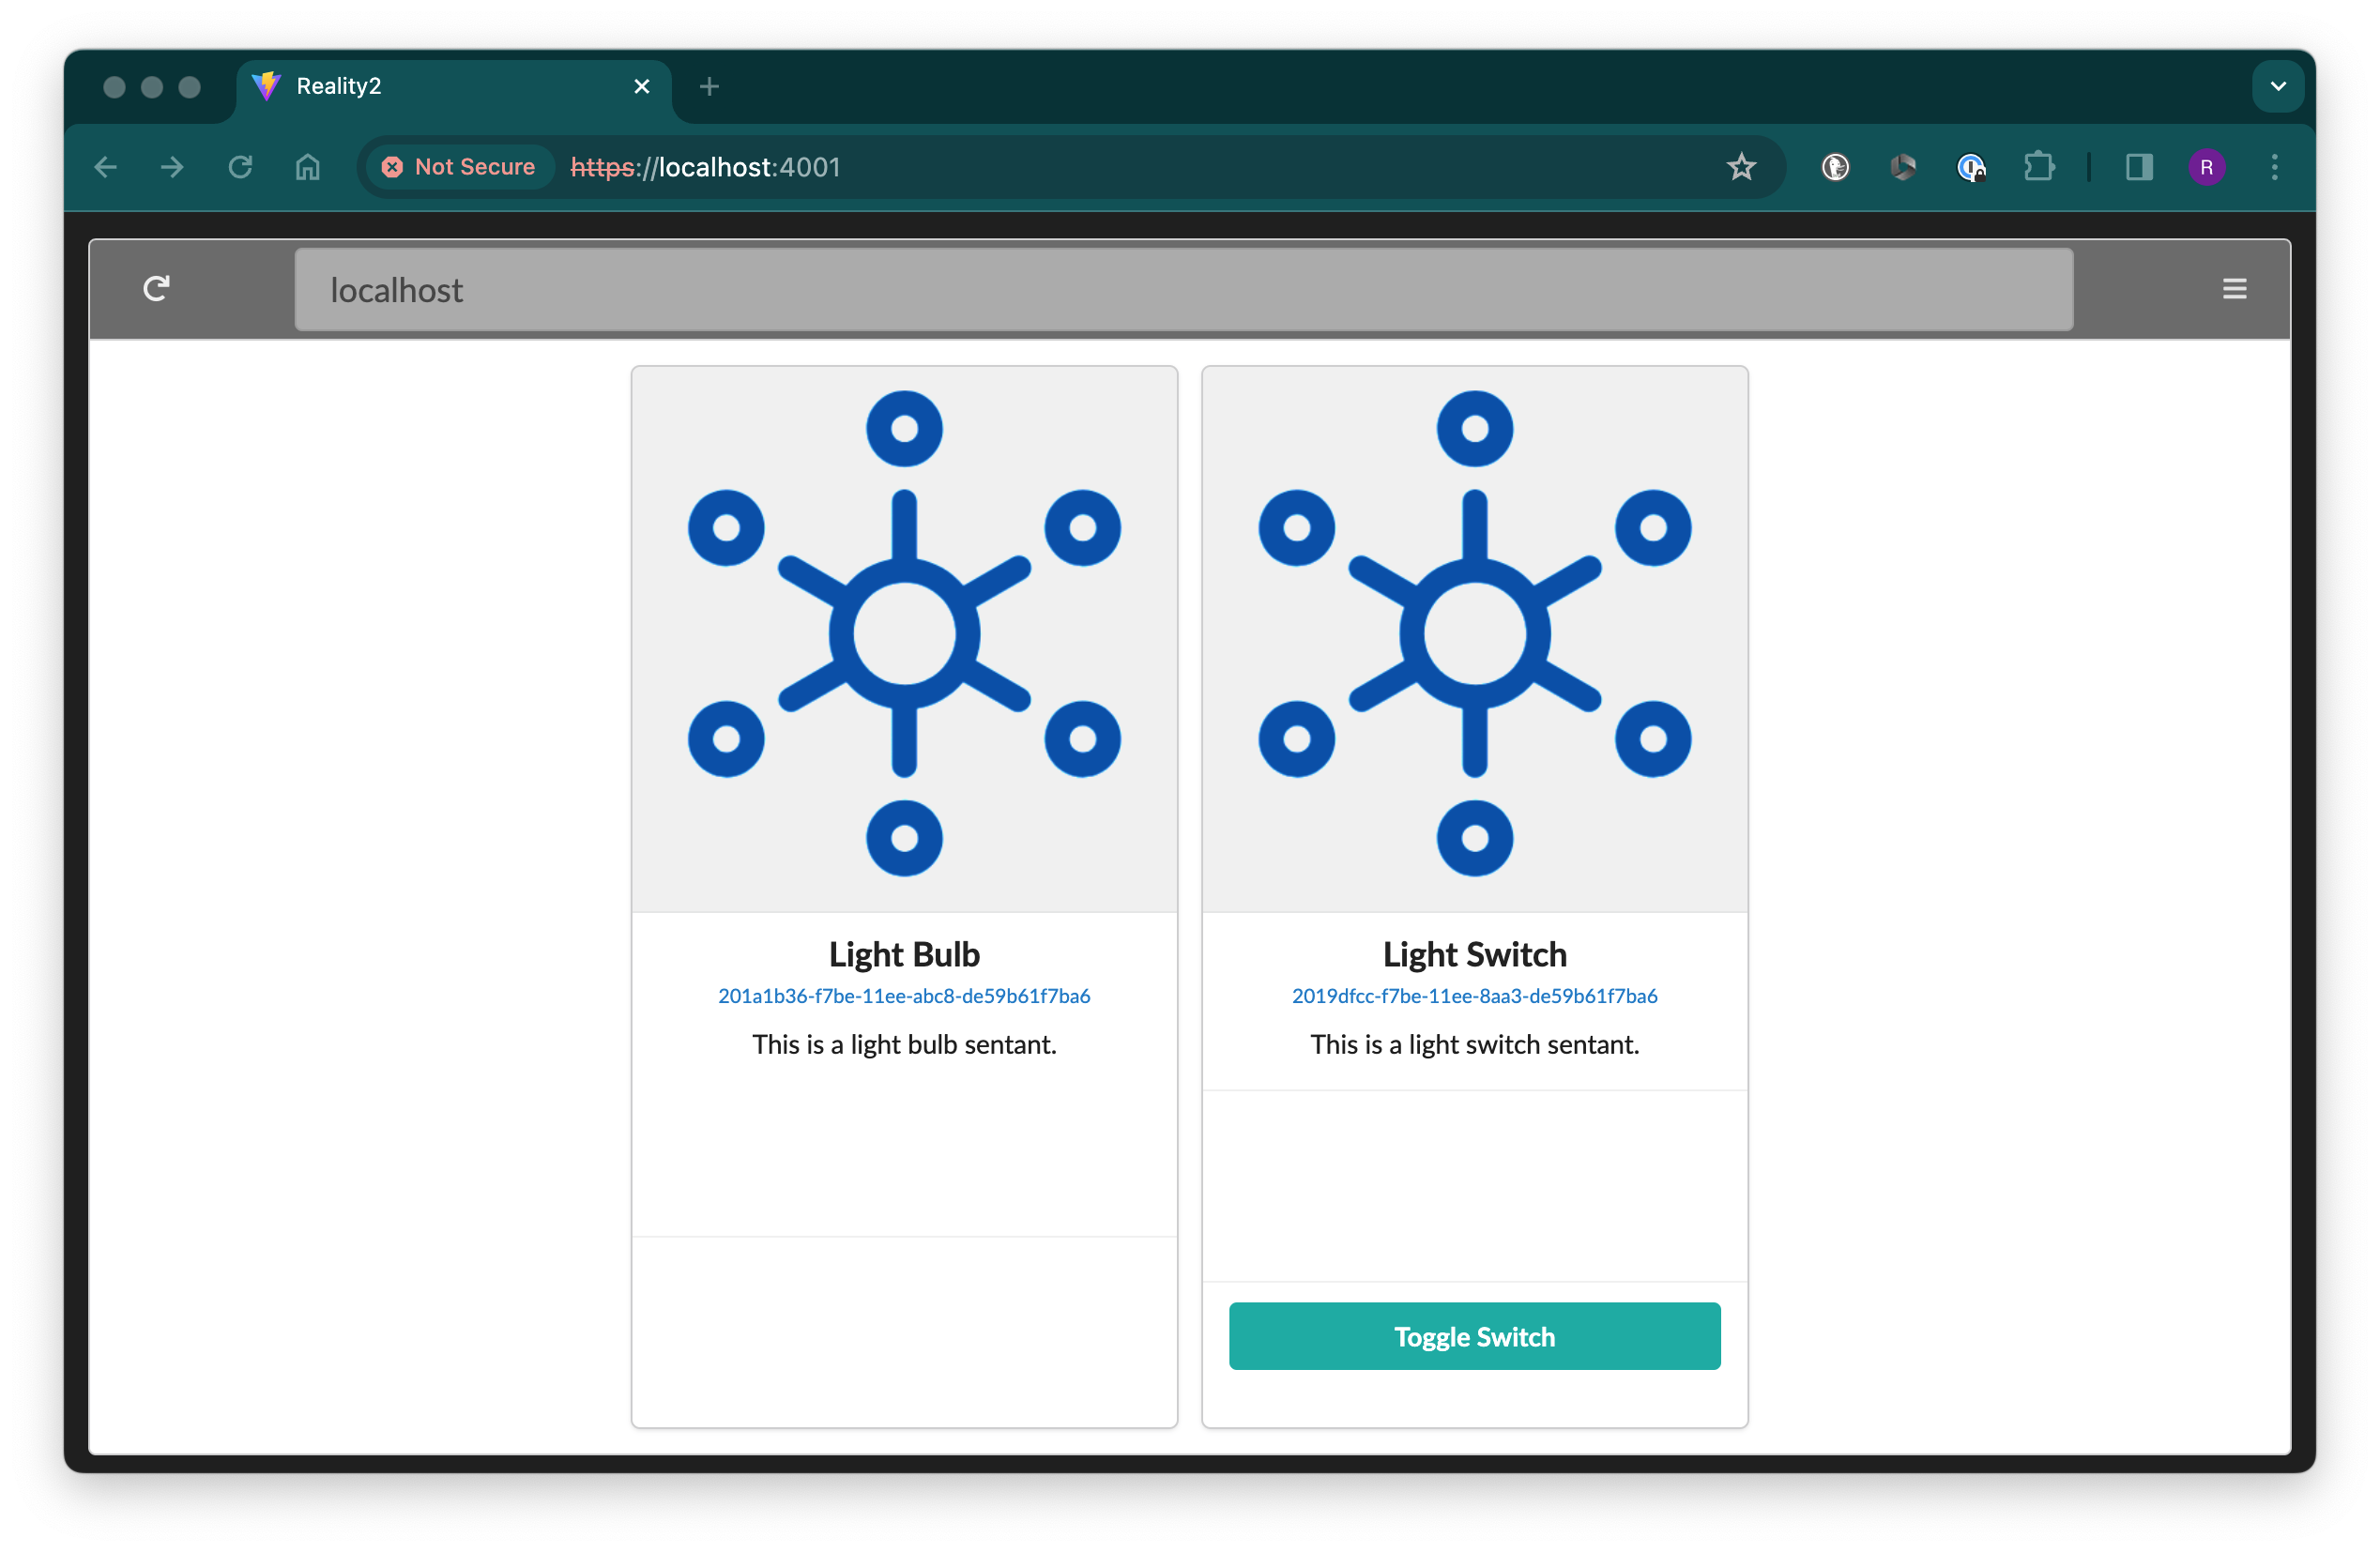 Reality2
Not Secure https://localhost:4001
R
localhost
Light Bulb
201a1b36-f7be-11ee-abc8-de59b61f7ba6
This is a light bulb sentant.
Light Switch
2019dfcc-f7be-11ee-8aa3-de59b61f7ba6
This is a light switch sentant.
Toggle Switch